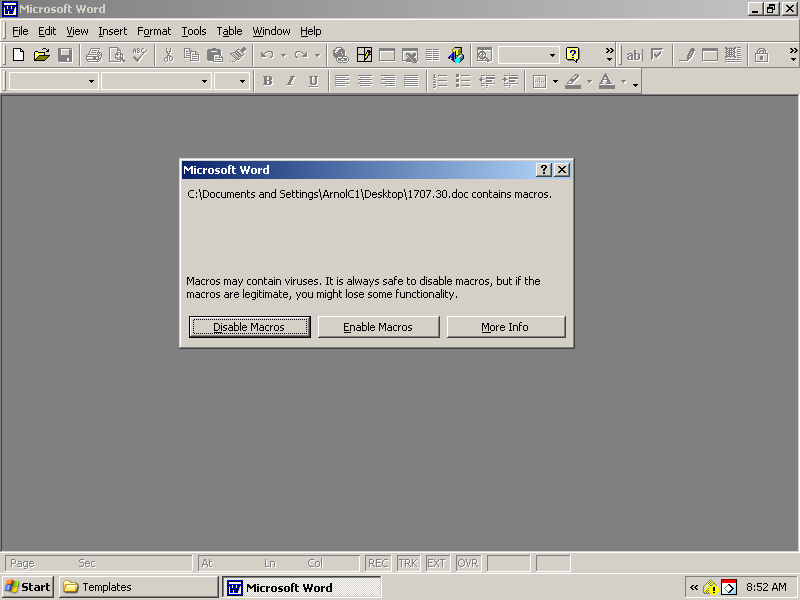 Microsoft Word
File Edit View Insert Format Tools Table Window Help
ab|
B I U
A
Microsoft Word
C:\Documents and Settings\ArnolC1\Desktop\1707.30.doc contains macros.
Macros may contain viruses. It is always safe to disable macros, but if the
macros are legitimate, you might lose some functionality.
Disable Macros Enable Macros More Info
Page Sec At Ln Col REC TRK EXT OVR
Start Templates Microsoft Word 8:52 AM